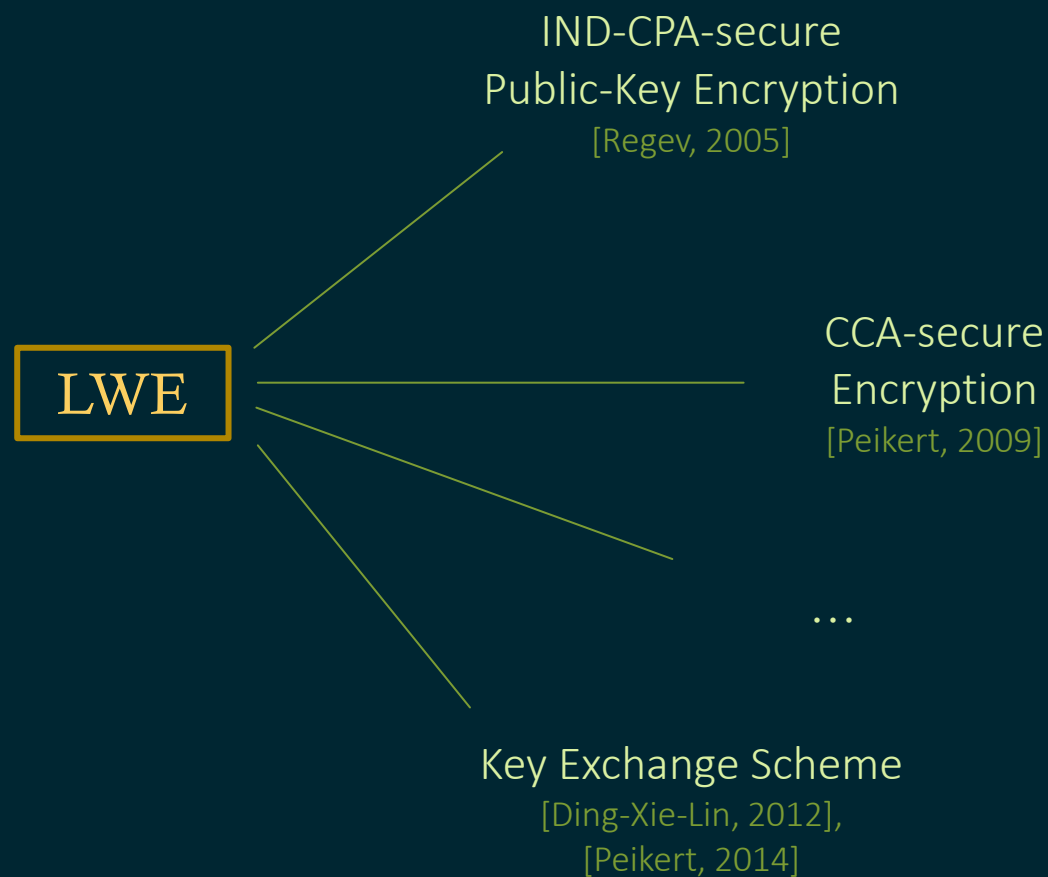 IND-CPA-secure
Public-Key Encryption
[Regev, 2005]
LWE
CCA-secure
Encryption
[Peikert, 2009]
...
Key Exchange Scheme
[Ding-Xie-Lin, 2012],
[Peikert, 2014]